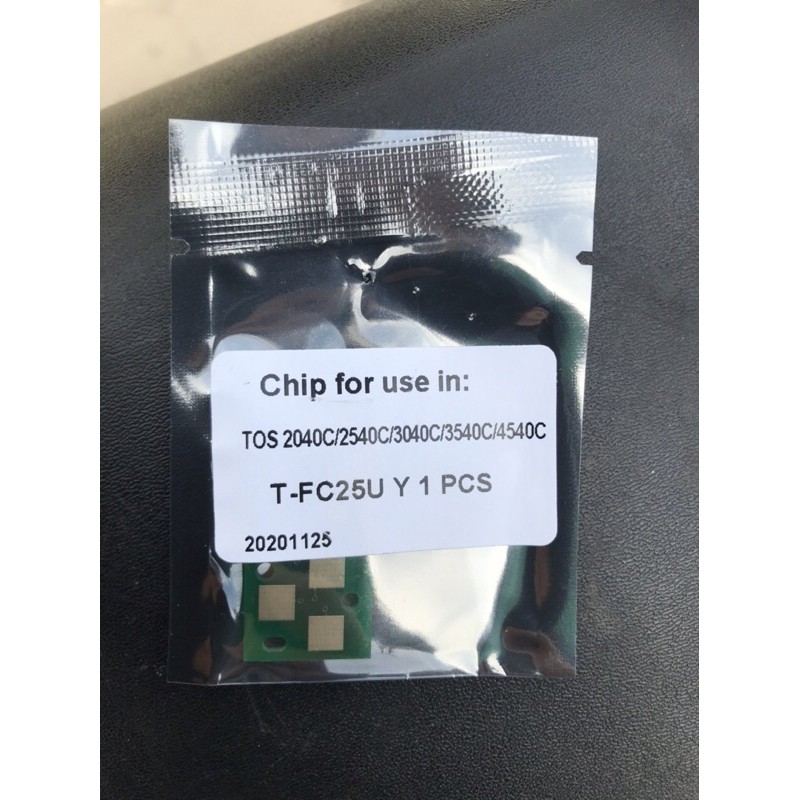 Chip for use in:
TOS 2040C/2540C/3040C/3540C/4540C
T-FC25U Y 1 PCS
20201125